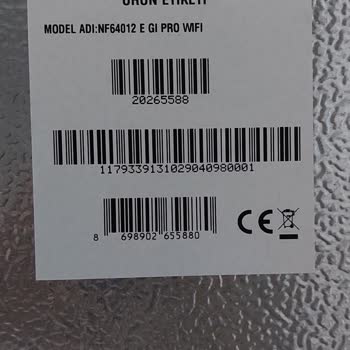 ÜRÜN ETİKETİ
MODEL ADI:NF64012 E GI PRO WIFI
20265588
1179339131029040980001
8 698902 655880
CE